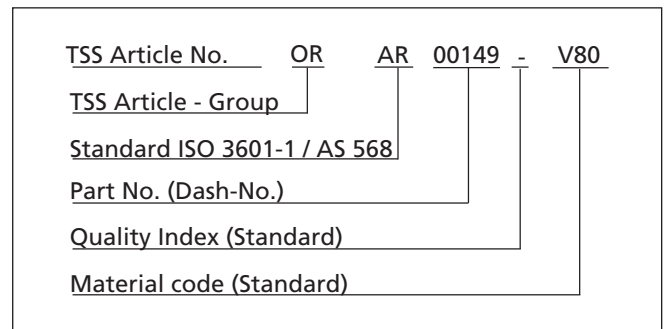 TSS Article No. OR AR 00149 - V80
TSS Article - Group
Standard ISO 3601-1 / AS 568
Part No. (Dash-No.)
Quality Index (Standard)
Material code (Standard)